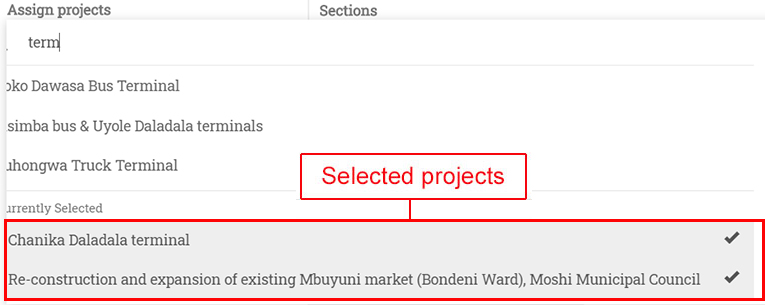 Assign projects
Sections
term
oko Dawasa Bus Terminal
simba bus & Uyole Daladala terminals
uhongwa Truck Terminal
Selected projects
urrently Selected
Chanika Daladala terminal
Re-construction and expansion of existing Mbuyuni market (Bondeni Ward), Moshi Municipal Council